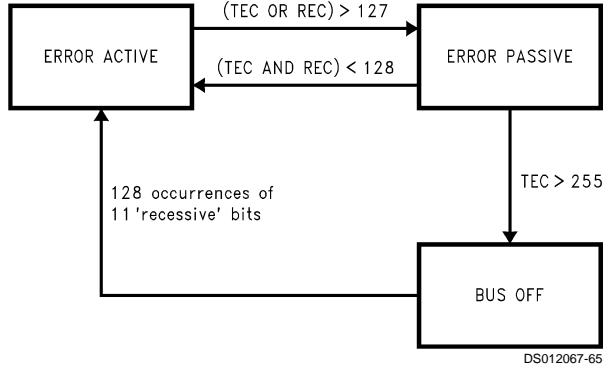 (TEC OR REC) > 127
ERROR ACTIVE
ERROR PASSIVE
(TEC AND REC) < 128
128 occurrences of
11 'recessive' bits
TEC > 255
BUS OFF
DS012067-65